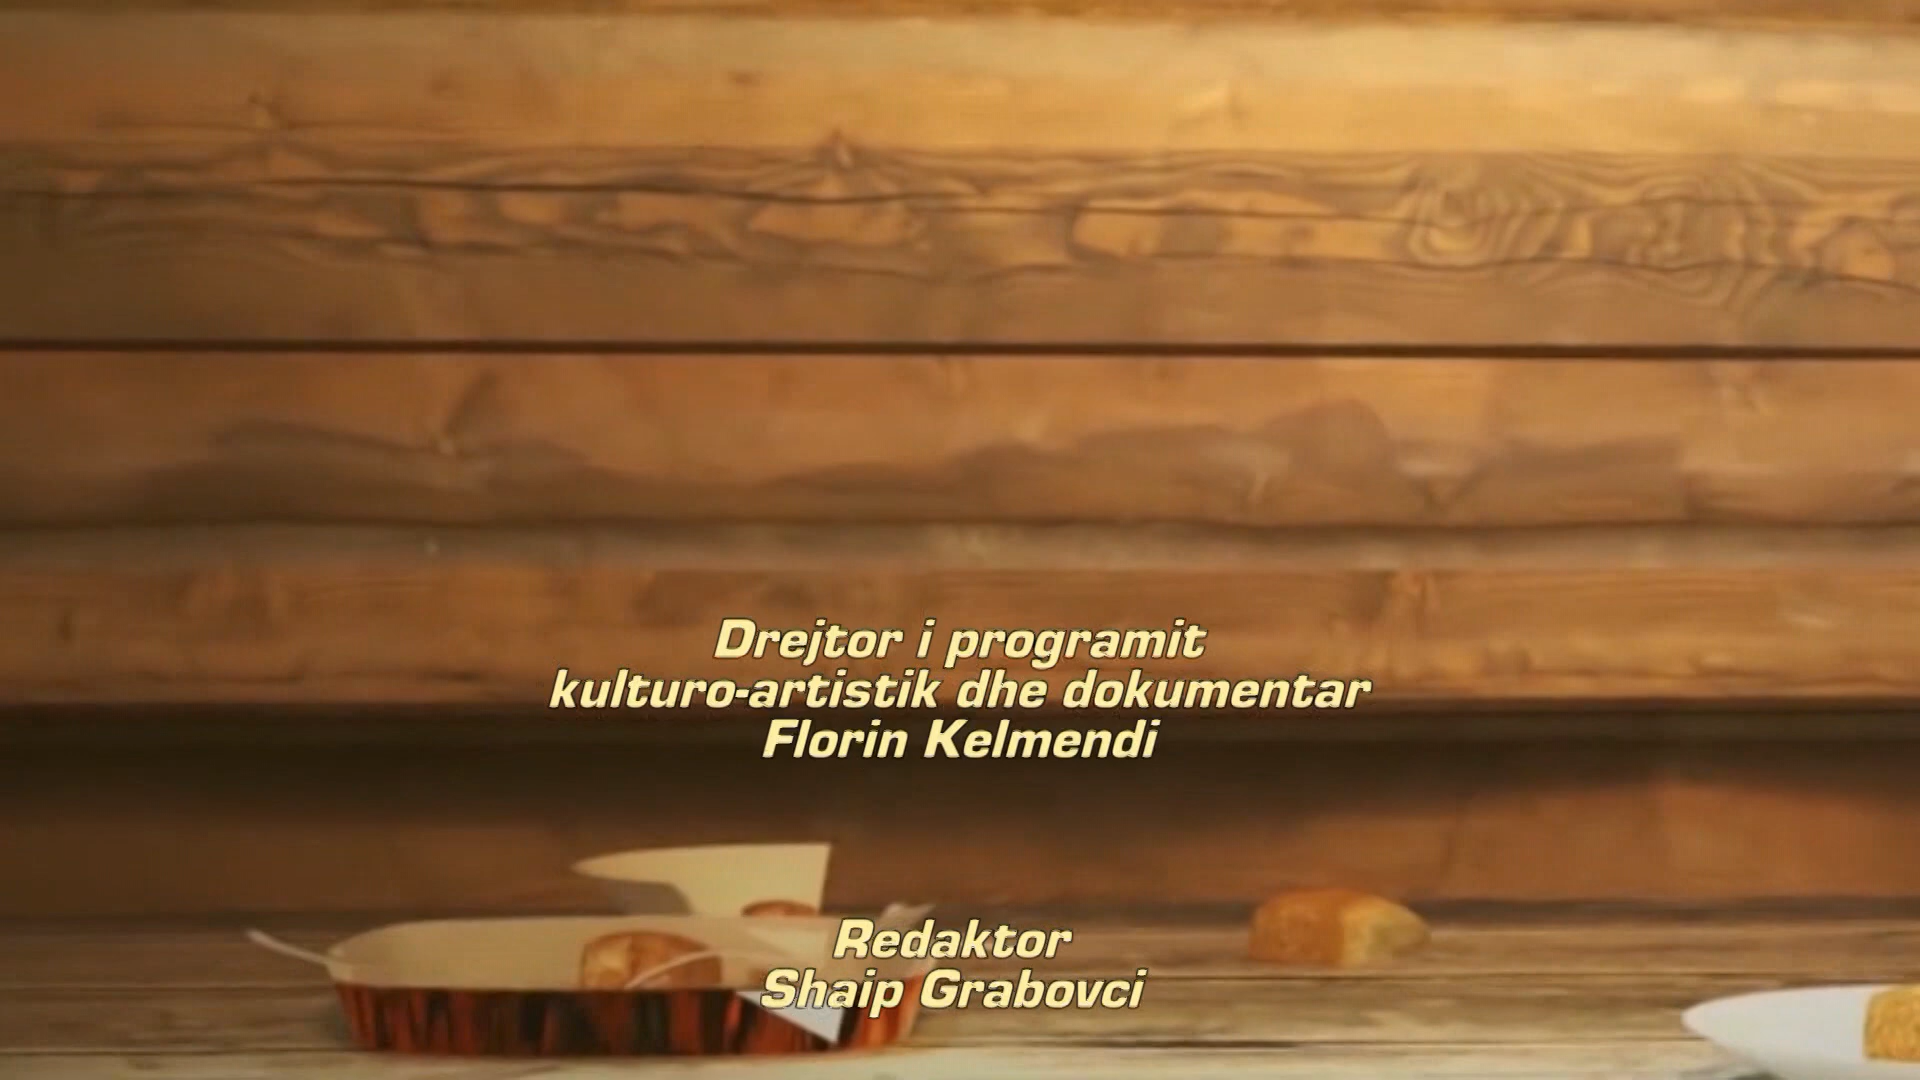 Drejtor i programit
kulturo-artistik dhe dokumentar
Florin Kelmendi
Redaktor
Shaip Grabovci